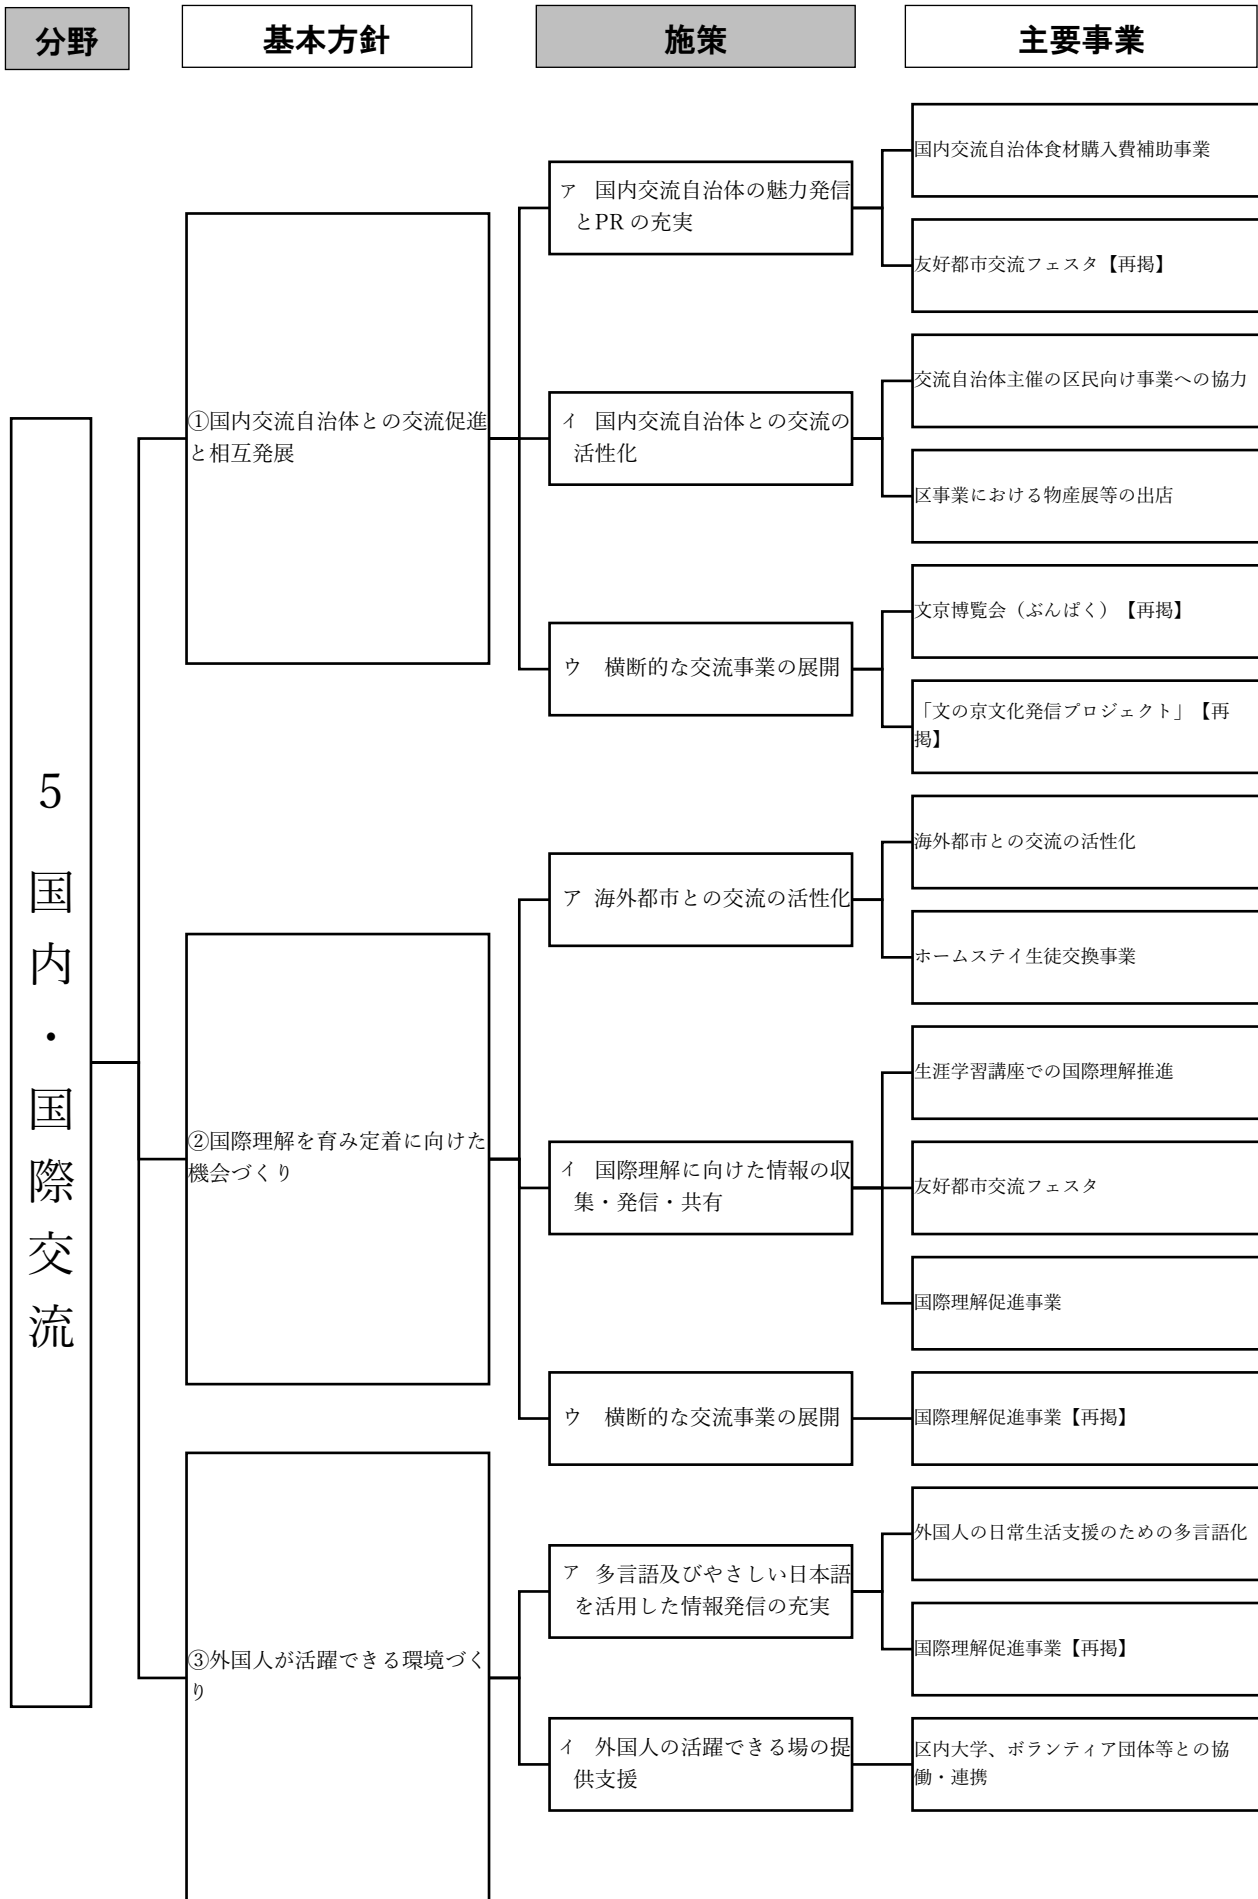 分野
基本方針
施策
主要事業
5 国内・国際交流
①国内交流自治体との交流促進
と相互発展
ア 国内交流自治体の魅力発信
とPR の充実
国内交流自治体食材購入費補助事業
友好都市交流フェスタ【再掲】
イ 国内交流自治体との交流の
活性化
交流自治体主催の区民向け事業への協力
区事業における物産展等の出店
ウ 横断的な交流事業の展開
文京博覧会（ぶんぱく）【再掲】
「文の京文化発信プロジェクト」【再
掲】
②国際理解を育み定着に向けた
機会づくり
ア 海外都市との交流の活性化
海外都市との交流の活性化
ホームステイ生徒交換事業
イ 国際理解に向けた情報の収
集・発信・共有
生涯学習講座での国際理解推進
友好都市交流フェスタ
国際理解促進事業
ウ 横断的な交流事業の展開
国際理解促進事業【再掲】
③外国人が活躍できる環境づく
り
ア 多言語及びやさしい日本語
を活用した情報発信の充実
外国人の日常生活支援のための多言語化
国際理解促進事業【再掲】
イ 外国人の活躍できる場の提
供支援
区内大学、ボランティア団体等との協
働・連携